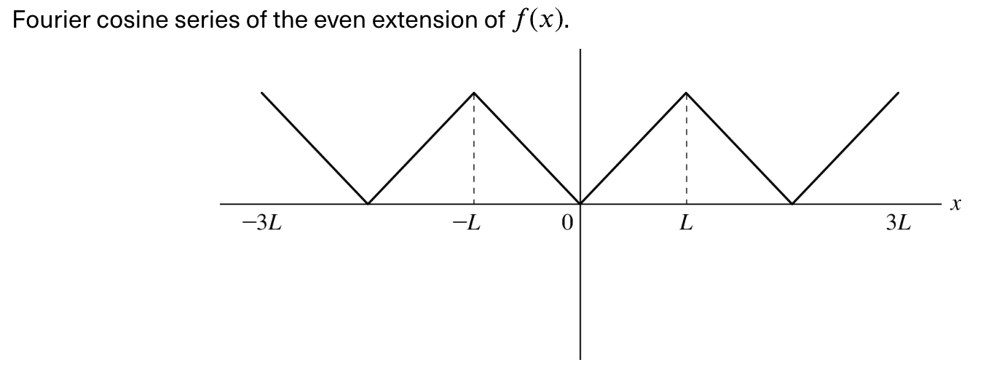 Fourier cosine series of the even extension of f(x).
x
−3L −L 0 L 3L